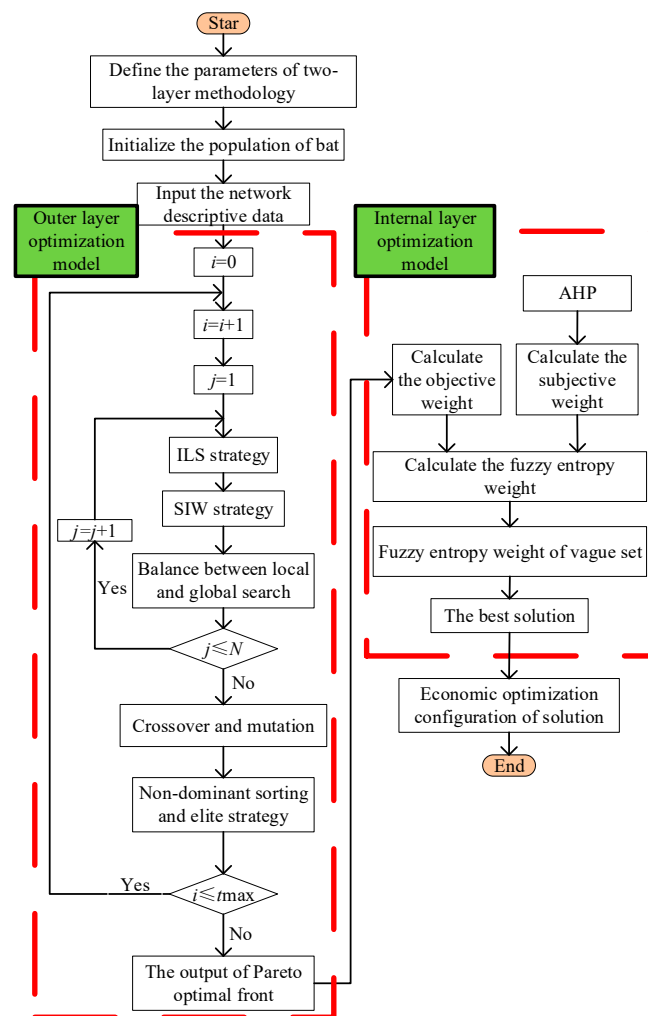 Star
Define the parameters of two-
layer methodology
Initialize the population of bat
Input the network
descriptive data
Outer layer
optimization
model
i=0
i=i+1
j=1
ILS strategy
SIW strategy
j=j+1
Balance between local
and global search
Yes
j≤N
No
Crossover and mutation
Non-dominant sorting
and elite strategy
Yes
i≤tmax
No
The output of Pareto
optimal front
Internal layer
optimization
model
AHP
Calculate
the objective
weight
Calculate the
subjective
weight
Calculate the fuzzy entropy
weight
Fuzzy entropy weight of vague set
The best solution
Economic optimization
configuration of solution
End